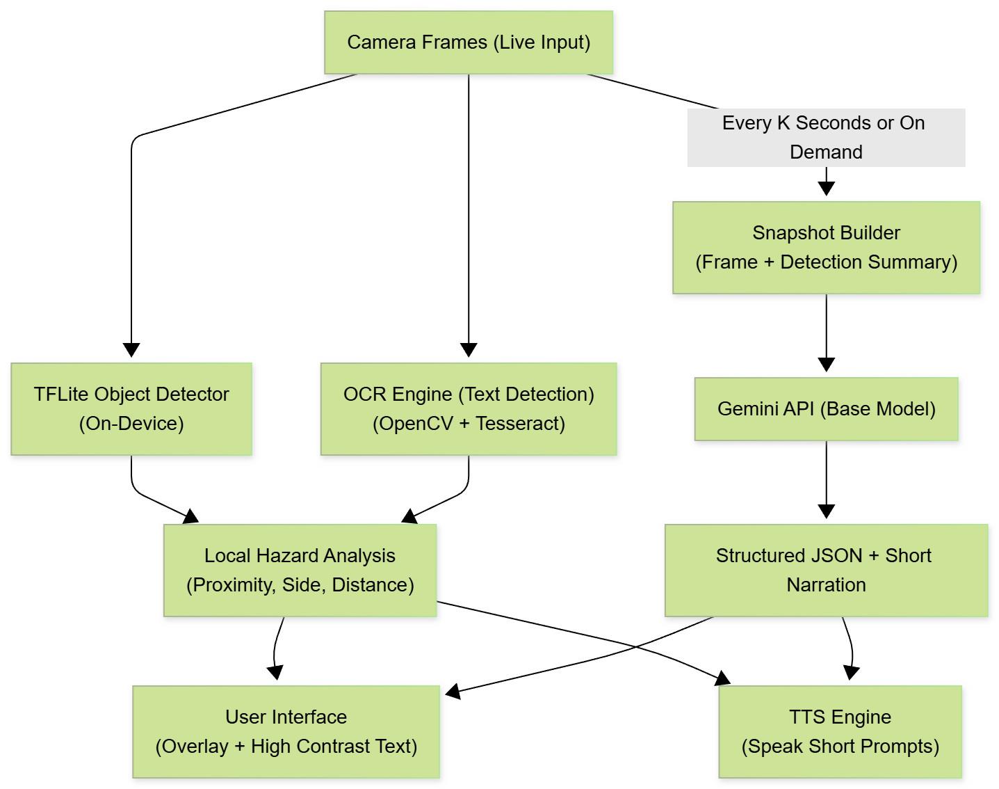 Camera Frames (Live Input)
Every K Seconds or On
Demand
Snapshot Builder
(Frame + Detection Summary)
TFLite Object Detector
(On-Device)
OCR Engine (Text Detection)
(OpenCV + Tesseract)
Gemini API (Base Model)
Local Hazard Analysis
(Proximity, Side, Distance)
Structured JSON + Short
Narration
User Interface
(Overlay + High Contrast Text)
TTS Engine
(Speak Short Prompts)